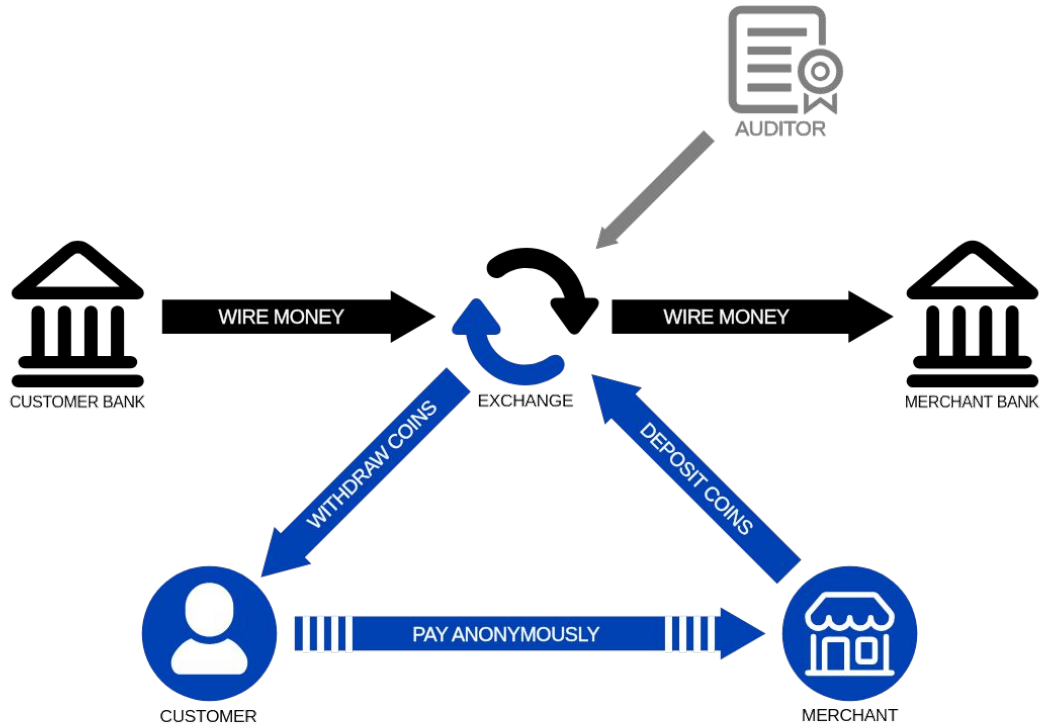 AUDITOR
WIRE MONEY
WIRE MONEY
CUSTOMER BANK
EXCHANGE
MERCHANT BANK
WITHDRAW COINS
DEPOSIT COINS
PAY ANONYMOUSLY
CUSTOMER
MERCHANT